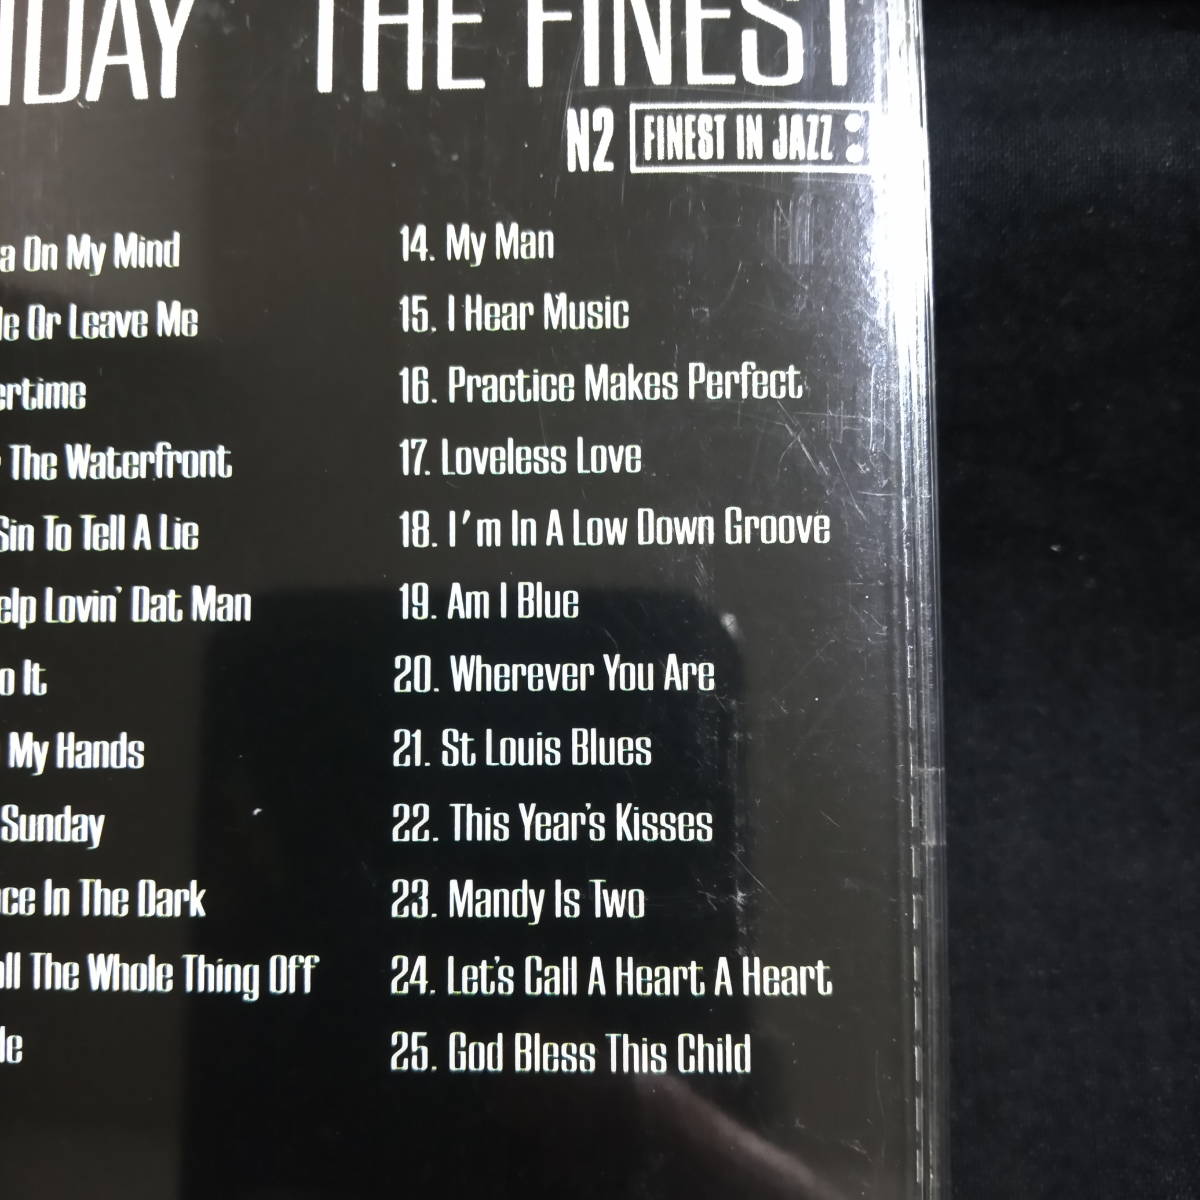 DAY THE FINEST
N2 FINEST IN JAZZ:
a On My Mind
Or Leave Me
ertime
The Waterfront
Sin To Tell A Lie
elp Lovin' Dat Man
o It
My Hands
Sunday
ce In The Dark
ll The Whole Thing Off
14. My Man
15. I Hear Music
16. Practice Makes Perfect
17. Loveless Love
18. I'm In A Low Down Groove
19. Am I Blue
20. Wherever You Are
21. St Louis Blues
22. This Year's Kisses
23. Mandy Is Two
24. Let's Call A Heart A Heart
25. God Bless This Child